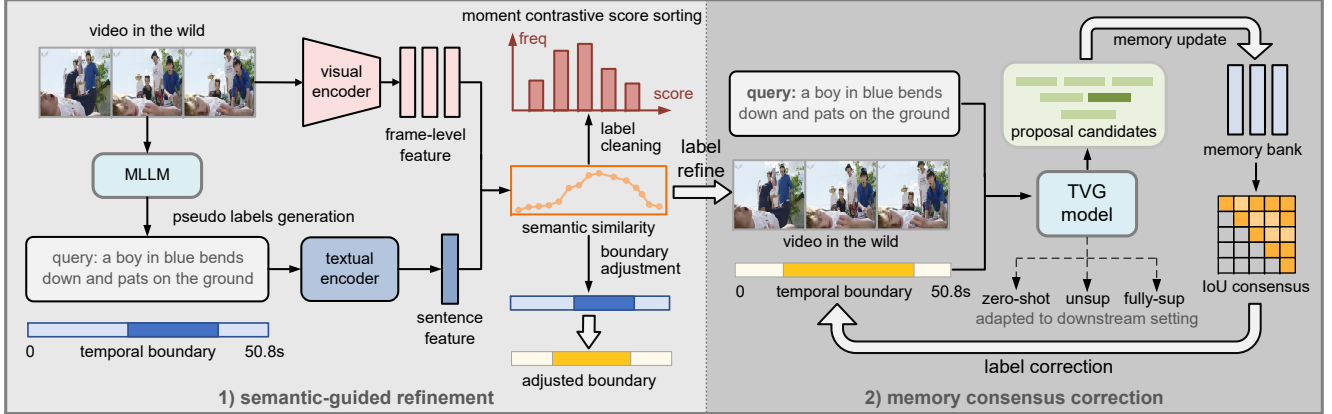 video in the wild
MLLM
pseudo labels generation
query: a boy in blue bends
down and pats on the ground
0
temporal boundary
50.8s
visual
encoder
frame-level
feature
textual
encoder
sentence
feature
moment contrastive score sorting
freq
score
label
cleaning
semantic similarity
boundary
adjustment
adjusted boundary
1) semantic-guided refinement
label
refine
query: a boy in blue bends
down and pats on the ground
video in the wild
0
temporal boundary
50.8s
proposal candidates
TVG
model
zero-shot
unsup
fully-sup
adapted to downstream setting
memory update
memory bank
IoU consensus
label correction
2) memory consensus correction